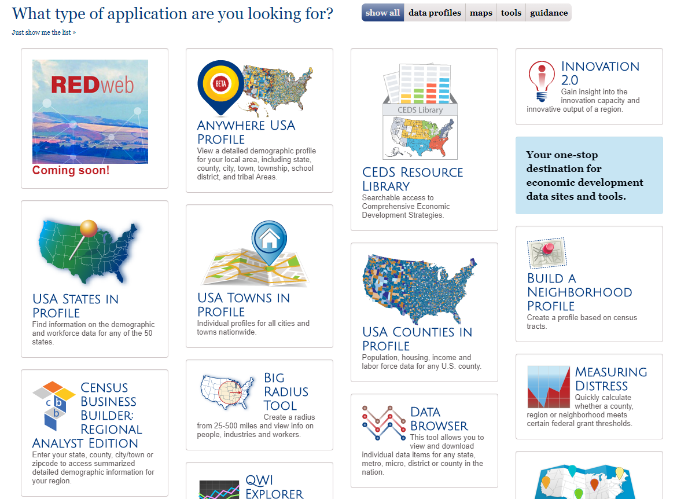 What type of application are you looking for?
show all
data profiles
maps
tools
guidance
Just show me the list »
REDweb
Coming soon!
BETA
Anywhere USA
Profile
View a detailed demographic profile
for your local area, including state,
county, city, town, township, school
district, and tribal Areas.
CEDS Library
CEDS Resource
Library
Searchable access to
Comprehensive Economic
Development Strategies.
Innovation
2.0
Gain insight into the
innovation capacity and
innovative output of a region.
Your one-stop
destination for
economic development
data sites and tools.
USA States in
Profile
Find information on the demographic
and workforce data for any of the 50
states.
USA Towns in
Profile
Individual profiles for all cities and
towns nationwide.
USA Counties in
Profile
Population, housing, income and
labor force data for any U.S. county.
Build a
Neighborhood
Profile
Create a profile based on census
tracts.
c b b
Census
Business
Builder:
Regional
Analyst Edition
Enter your state, county, city/town or
zipcode to access summarized
detailed demographic information for
your region.
Big
Radius
Tool
Create a radius
from 25-500 miles and view info on
people, industries and workers.
Data
Browser
This tool allows you to
view and download
individual data items for any state,
metro, micro, district or county in the
nation.
Measuring
Distress
Quickly calculate
whether a county,
region or neighborhood meets
certain federal grant thresholds.
QWI
Explorer